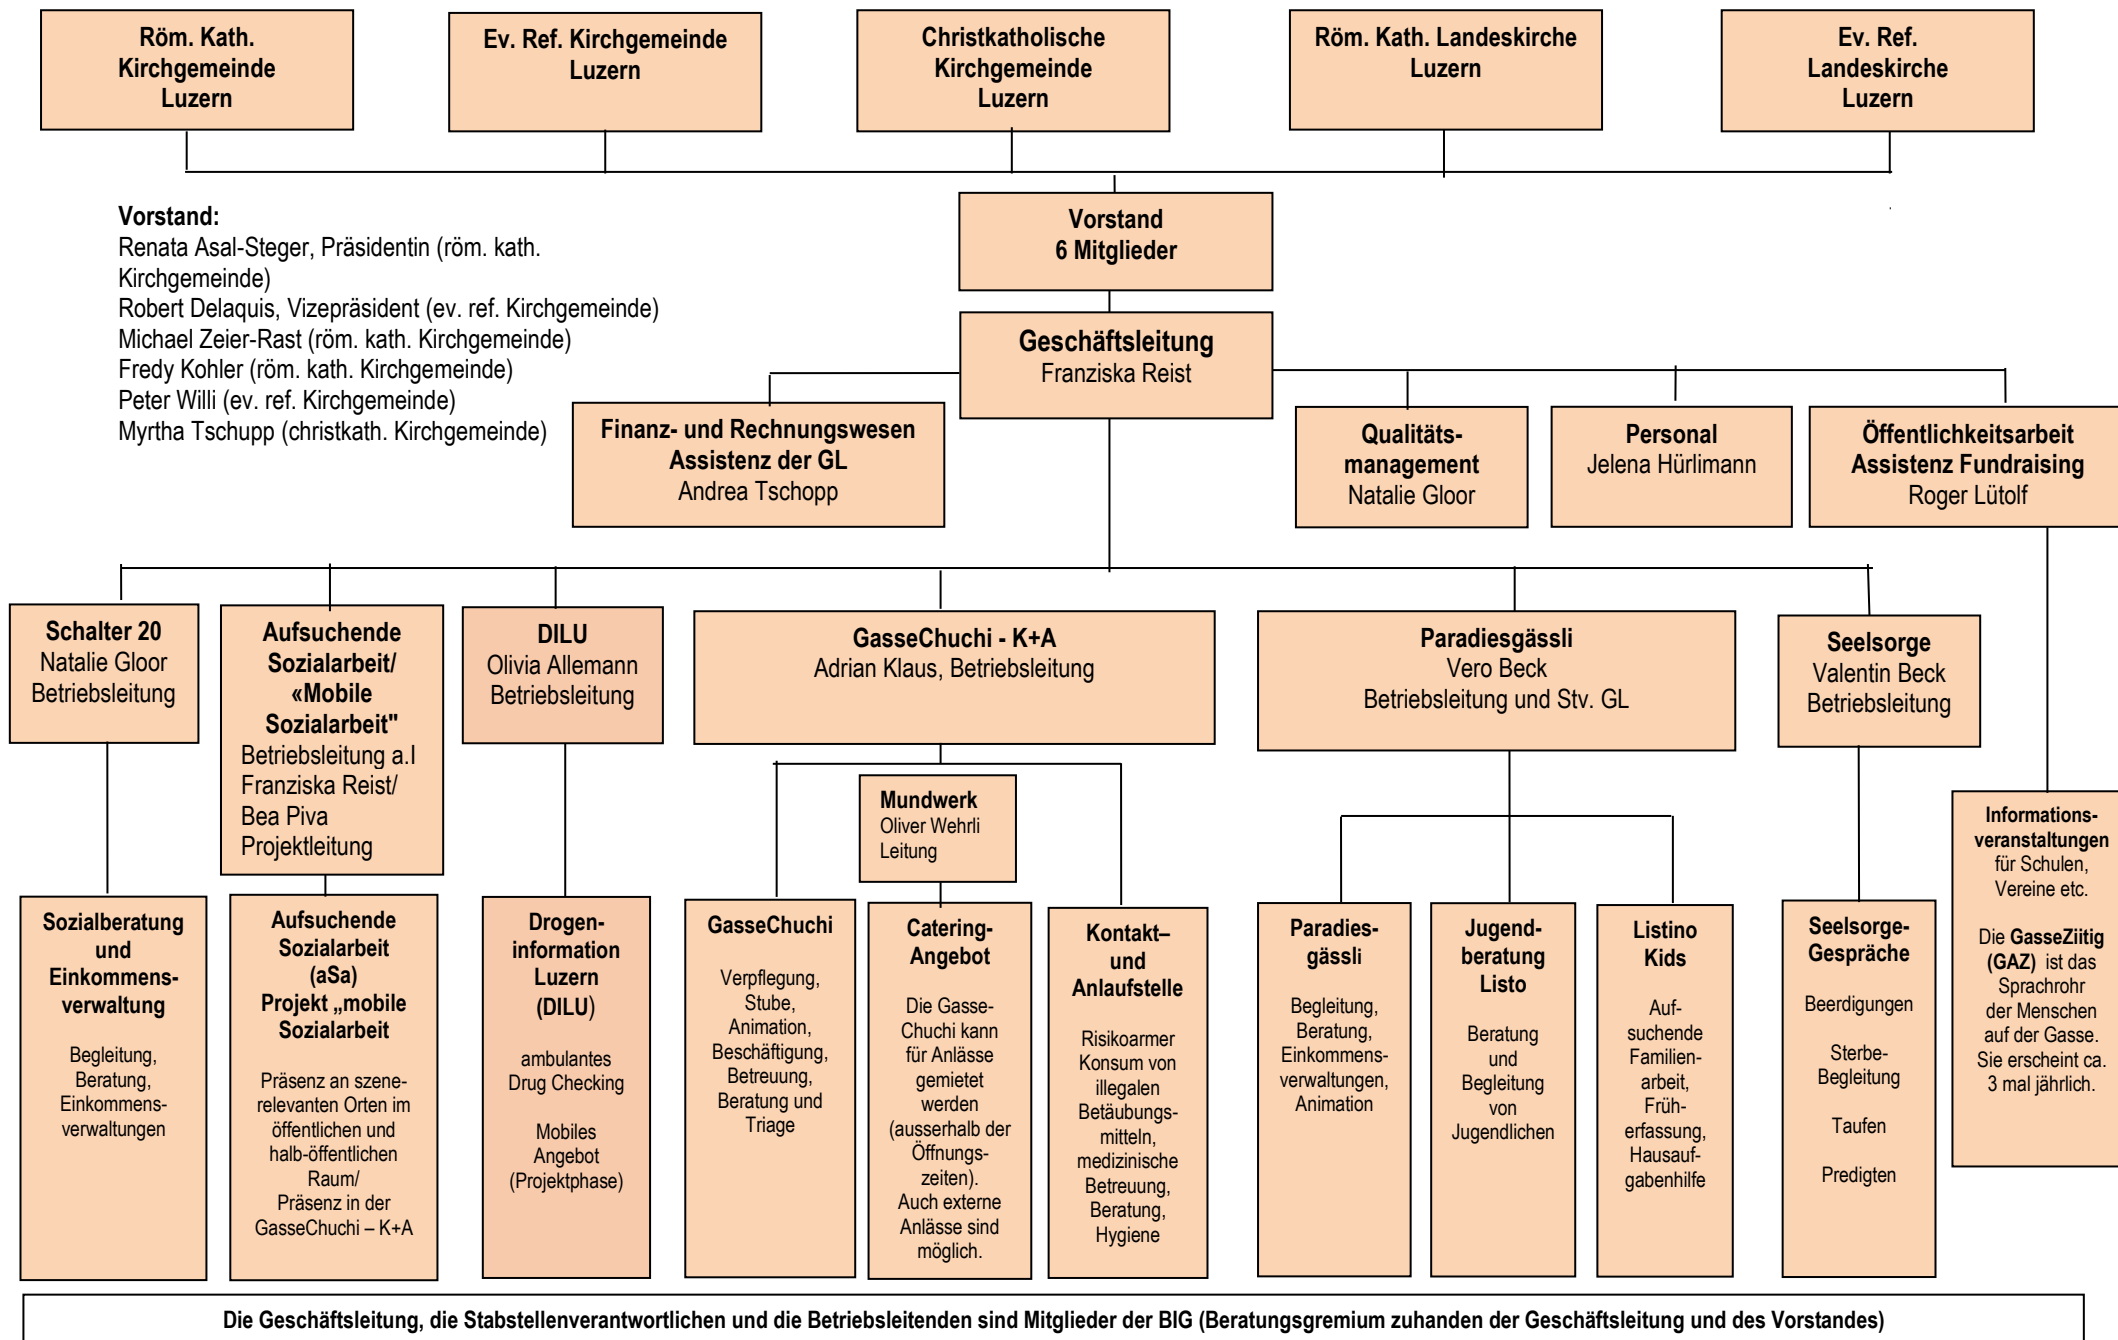 Röm. Kath.
Kirchgemeinde
Luzern
Ev. Ref. Kirchgemeinde
Luzern
Christkatholische
Kirchgemeinde
Luzern
Röm. Kath. Landeskirche
Luzern
Ev. Ref.
Landeskirche
Luzern
Vorstand:
Renata Asal-Steger, Präsidentin (röm. kath.
Kirchgemeinde)
Robert Delaquis, Vizepräsident (ev. ref. Kirchgemeinde)
Michael Zeier-Rast (röm. kath. Kirchgemeinde)
Fredy Kohler (röm. kath. Kirchgemeinde)
Peter Willi (ev. ref. Kirchgemeinde)
Myrtha Tschupp (christkath. Kirchgemeinde)
Vorstand
6 Mitglieder
Geschäftsleitung
Franziska Reist
Finanz- und Rechnungswesen
Assistenz der GL
Andrea Tschopp
Qualitäts-
management
Natalie Gloor
Personal
Jelena Hürlimann
Öffentlichkeitsarbeit
Assistenz Fundraising
Roger Lütolf
Schalter 20
Natalie Gloor
Betriebsleitung
Aufsuchende
Sozialarbeit/
«Mobile
Sozialarbeit"
Betriebsleitung a.I
Franziska Reist/
Bea Piva
Projektleitung
DILU
Olivia Allemann
Betriebsleitung
GasseChuchi - K+A
Adrian Klaus, Betriebsleitung
Paradiesgässli
Vero Beck
Betriebsleitung und Stv. GL
Seelsorge
Valentin Beck
Betriebsleitung
Mundwerk
Oliver Wehrli
Leitung
Sozialberatung
und
Einkommens-
verwaltung
Begleitung,
Beratung,
Einkommens-
verwaltungen
Aufsuchende
Sozialarbeit
(aSa)
Projekt „mobile
Sozialarbeit
Präsenz an szene-
relevanten Orten im
öffentlichen und
halb-öffentlichen
Raum/
Präsenz in der
GasseChuchi – K+A
Drogen-
information
Luzern
(DILU)
ambulantes
Drug Checking
Mobiles
Angebot
(Projektphase)
GasseChuchi
Verpflegung,
Stube,
Animation,
Beschäftigung,
Betreuung,
Beratung und
Triage
Catering-
Angebot
Die Gasse-
Chuchi kann
für Anlässe
gemietet
werden
(ausserhalb der
Öffnungs-
zeiten).
Auch externe
Anlässe sind
möglich.
Kontakt–
und
Anlaufstelle
Risikoarmer
Konsum von
illegalen
Betäubungs-
mitteln,
medizinische
Betreuung,
Beratung,
Hygiene
Paradies-
gässli
Begleitung,
Beratung,
Einkommens-
verwaltungen,
Animation
Jugend-
beratung
Listo
Beratung
und
Begleitung
von
Jugendlichen
Listino
Kids
Auf-
suchende
Familien-
arbeit,
Früh-
erfassung,
Hausauf-
gabenhilfe
Seelsorge-
Gespräche
Beerdigungen
Sterbe-
Begleitung
Taufen
Predigten
Informations-
veranstaltungen
für Schulen,
Vereine etc.
Die GasseZiitig
(GAZ) ist das
Sprachrohr
der Menschen
auf der Gasse.
Sie erscheint ca.
3 mal jährlich.
Die Geschäftsleitung, die Stabstellenverantwortlichen und die Betriebsleitenden sind Mitglieder der BIG (Beratungsgremium zuhanden der Geschäftsleitung und des Vorstandes)